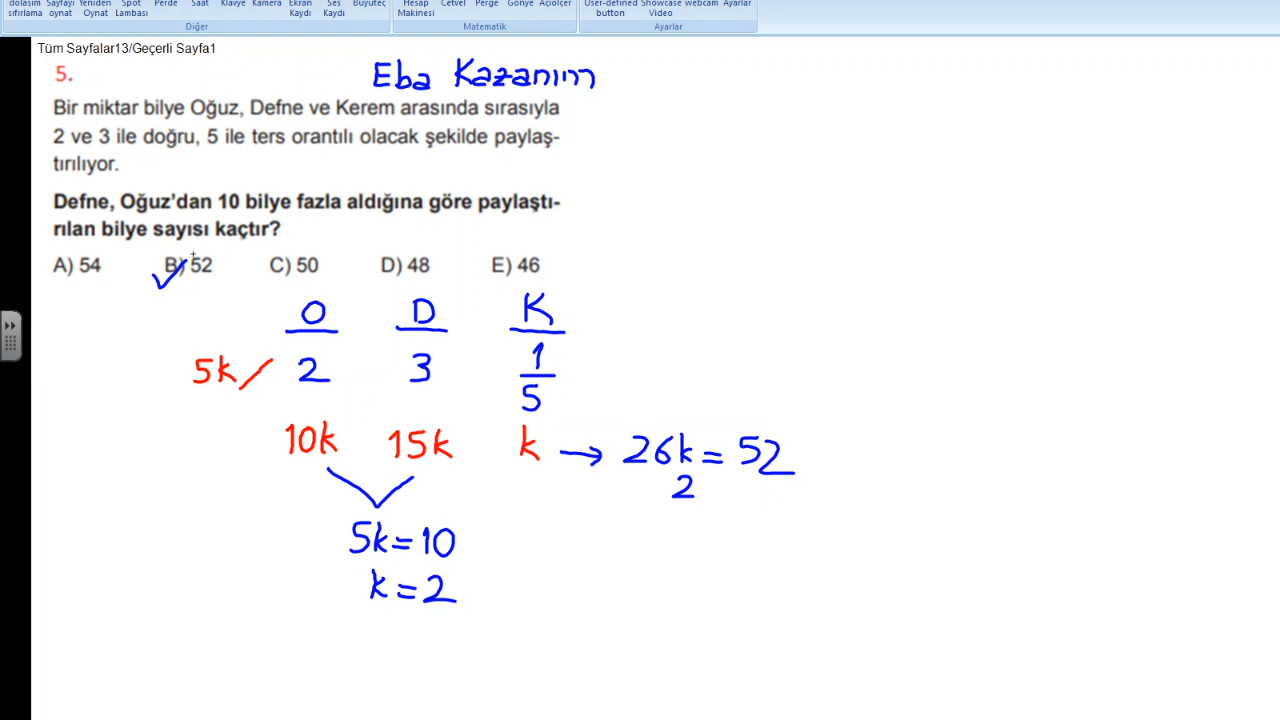 dolaşım Sayfayı Yeniden Saat Perde Klavye Kamera Ekran Ses Büyüteç Hesap Cetvel Perge Gönye Açıölçer User-defined Showcase webcam Ayarlar
sıfırlama oynat Oynat Lambası Kaydı Kaydı Makinesi button Video
Diğer Matematik Ayarlar
Tüm Sayfalar13/Geçerli Sayfa1
5. Eba Kazanım
Bir miktar bilye Oğuz, Defne ve Kerem arasında sırasıyla
2 ve 3 ile doğru, 5 ile ters orantılı olacak şekilde paylaş-
tırılıyor.
Defne, Oğuz'dan 10 bilye fazla aldığına göre paylaştı-
rılan bilye sayısı kaçtır?
A) 54 B) 52 C) 50 D) 48 E) 46
O D K
5k/ 2 3 1/5
10k 15k k → 26k = 52
2
5k=10
k=2